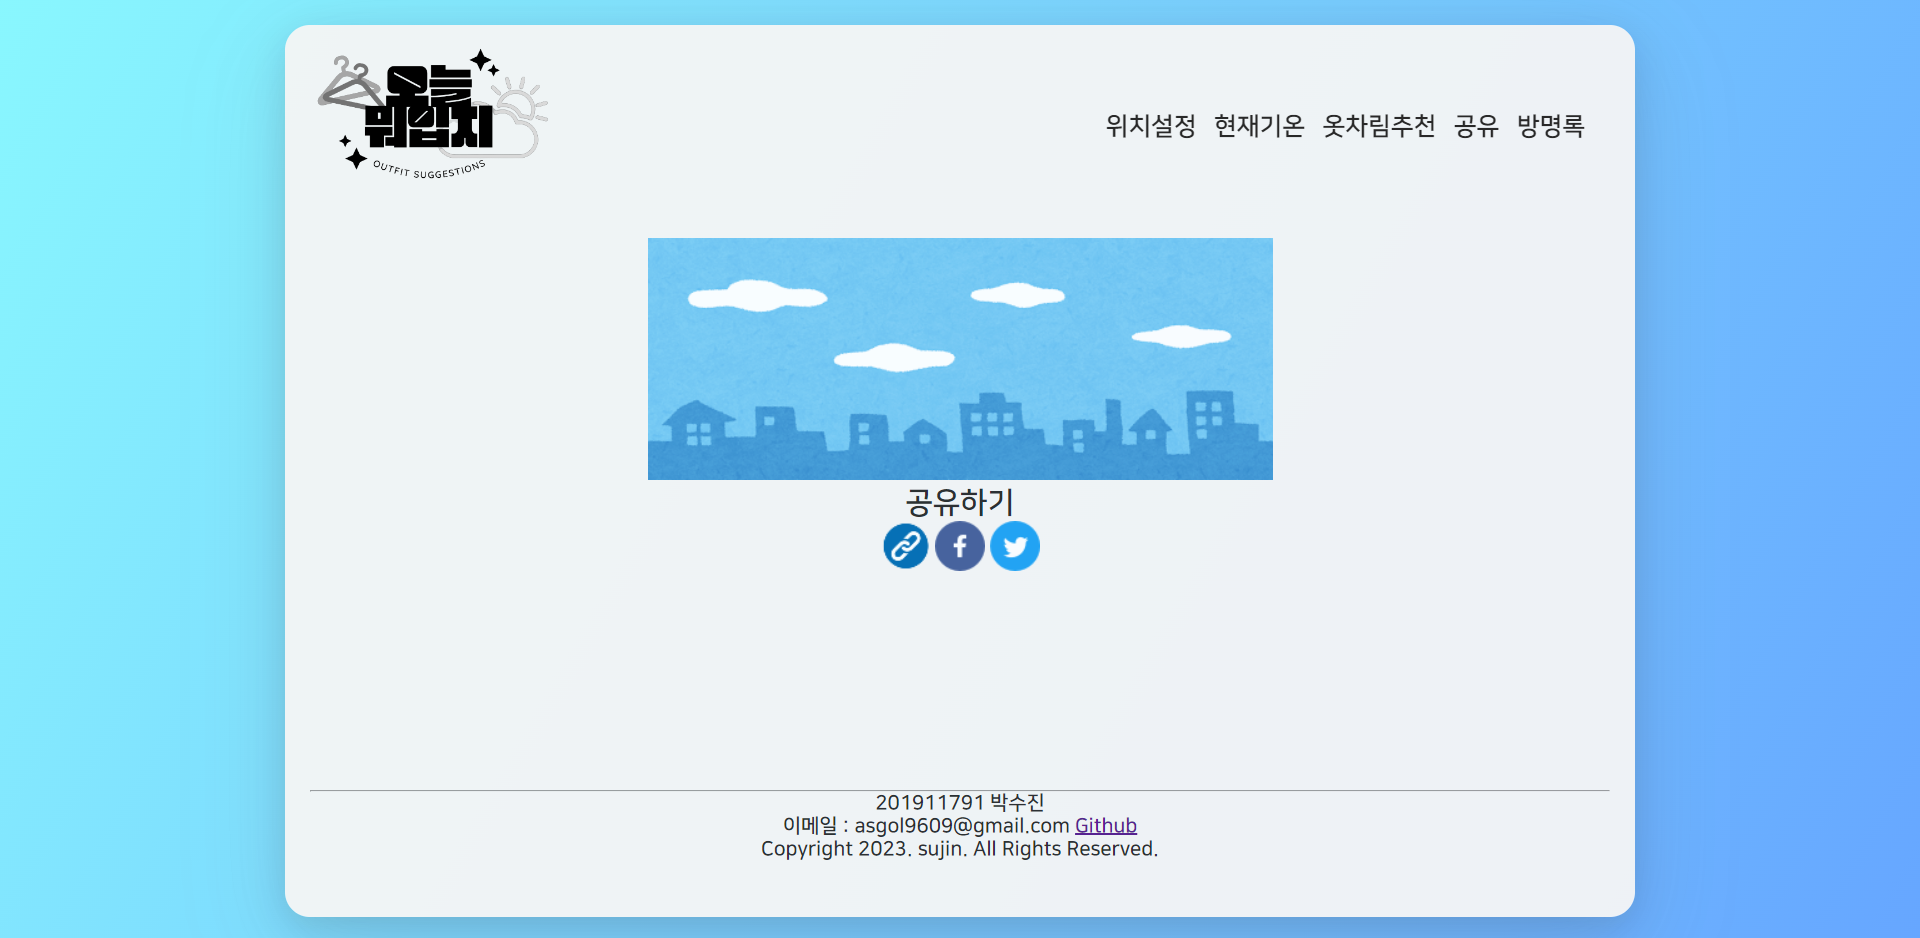 오늘
뭐입지
OUTFIT SUGGESTIONS
위치설정 현재기온 옷차림추천 공유 방명록
공유하기
201911791 박수진
이메일 : asgol9609@gmail.com Github
Copyright 2023. sujin. All Rights Reserved.